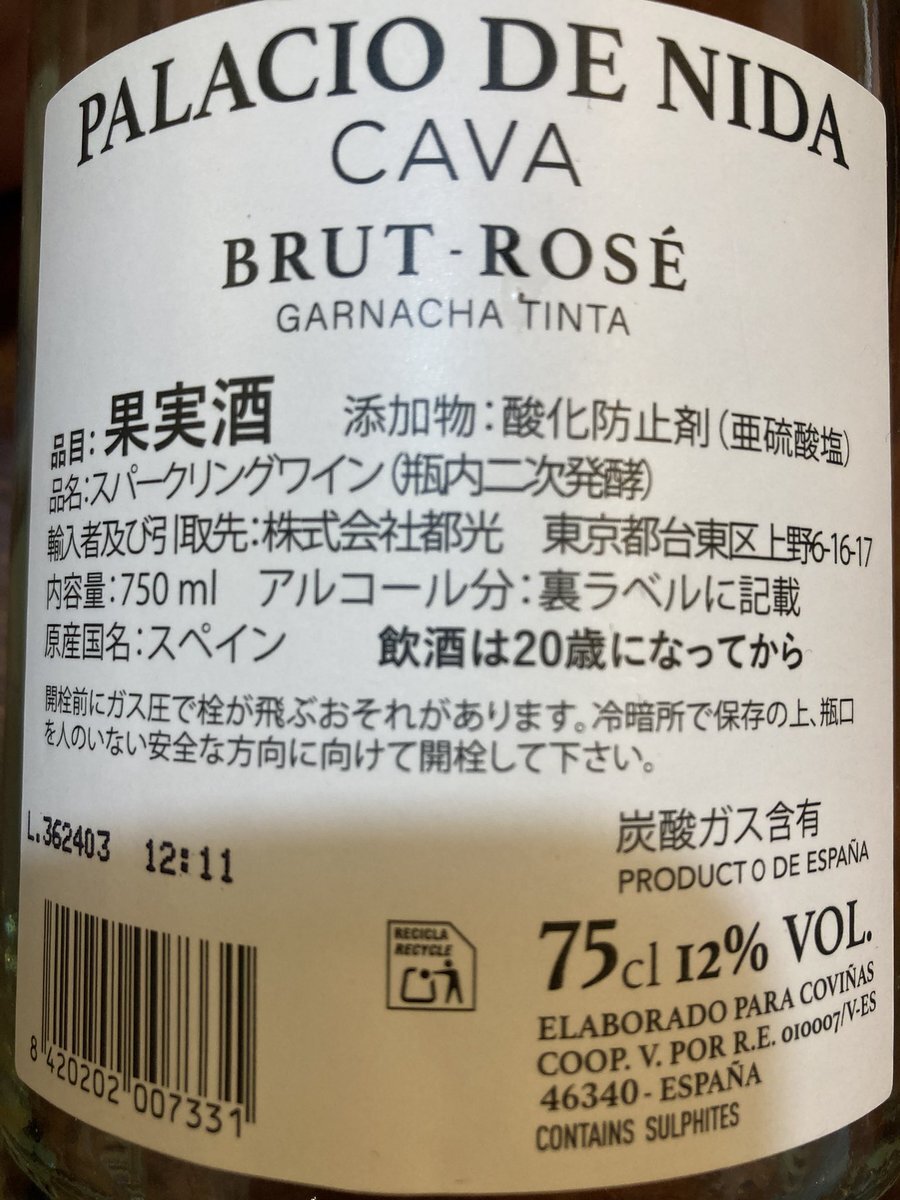 PALACIO DE NIDA
CAVA
BRUT-ROSÉ
GARNACHA TINTA
品目:果実酒 添加物:酸化防止剤(亜硫酸塩)
品名:スパークリングワイン(瓶内二次発酵)
輸入者及び引取先:株式会社都光 東京都台東区上野6-16-17
内容量:750 ml アルコール分:裏ラベルに記載
原産国名:スペイン 飲酒は20歳になってから
開栓前にガス圧で栓が飛ぶおそれがあります。冷暗所で保存の上、瓶口
を人のいない安全な方向に向けて開栓して下さい。
L.362403 12:11
炭酸ガス含有
PRODUCTO DE ESPAÑA
RECICLA
RECYCLE
75cl 12% VOL.
ELABORADO PARA COVIÑAS
COOP. V. POR R.E. 010007/V-ES
46340 - ESPAÑA
CONTAINS SULPHITES
8 420202 007331